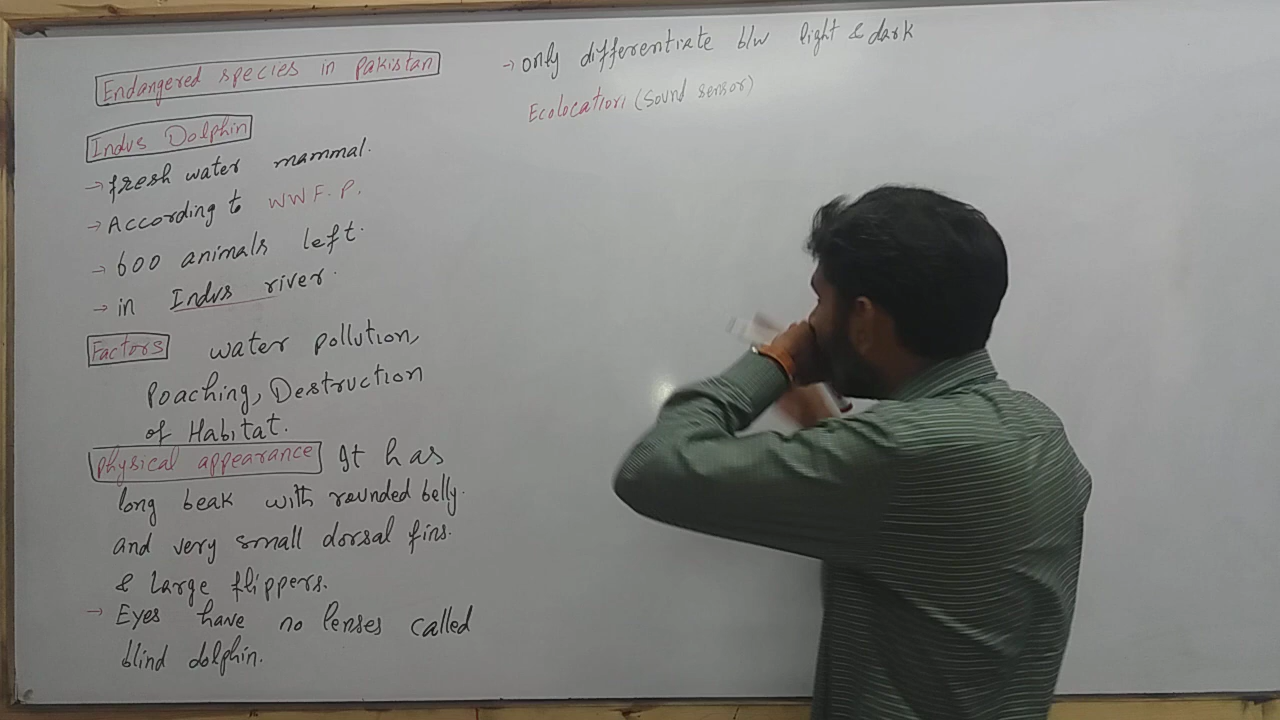 Endangered species in Pakistan
Indus Dolphin
→ fresh water mammal.
→ According to WWF.P.
→ 600 animals left.
→ in Indus river.
Factors water pollution,
Poaching, Destruction
of Habitat.
Physical appearance It has
long beak with rounded belly.
and very small dorsal fins.
& Large flippers.
→ Eyes have no lenses called
blind dolphin.
→ only differentiate b/w light & dark
Ecolocation (Sound sensor)